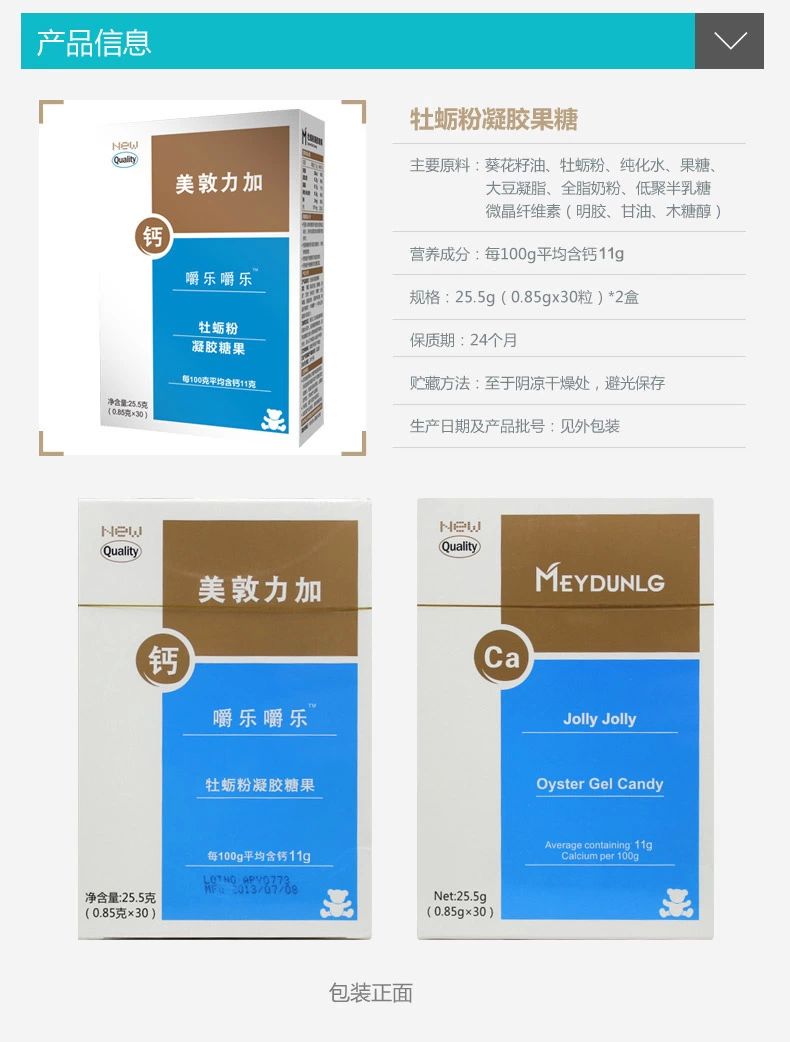 产品信息
New
Quality
美敦力加
钙
嚼乐嚼乐™
牡蛎粉
凝胶糖果
每100克平均含钙11克
净含量:25.5克
(0.85克×30)
牡蛎粉凝胶果糖
主要原料：葵花籽油、牡蛎粉、纯化水、果糖、
大豆凝脂、全脂奶粉、低聚半乳糖
微晶纤维素（明胶、甘油、木糖醇）
营养成分：每100g平均含钙11g
规格：25.5g（0.85gx30粒）*2盒
保质期：24个月
贮藏方法：至于阴凉干燥处，避光保存
生产日期及产品批号：见外包装
New
Quality
美敦力加
钙
嚼乐嚼乐™
牡蛎粉凝胶糖果
每100g平均含钙11g
MFG 2013/07/08
净含量:25.5克
(0.85克×30)
New
Quality
MEYDUNLG
Ca
Jolly Jolly
Oyster Gel Candy
Average containing 11g
Calcium per 100g
Net:25.5g
(0.85g×30)
包装正面